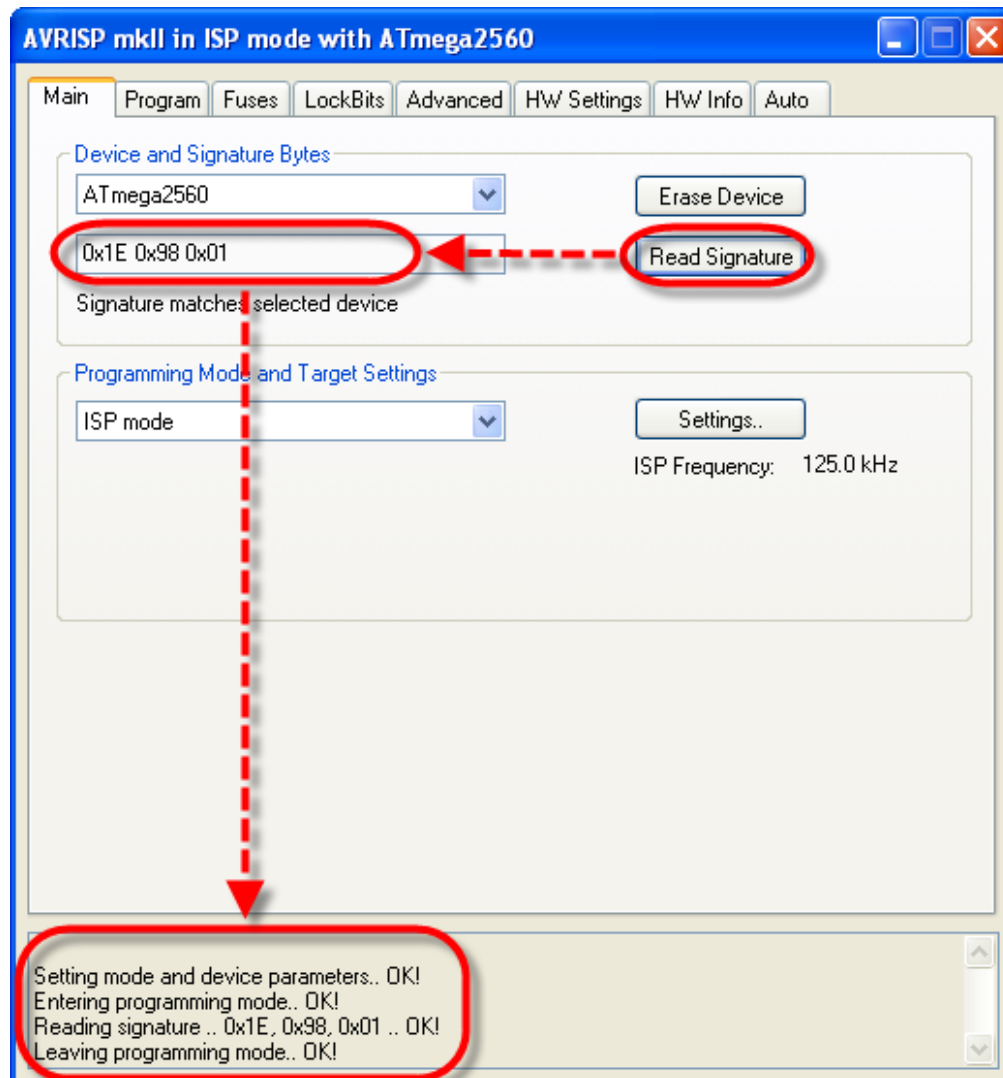 AVRISP mkII in ISP mode with ATmega2560
Main Program Fuses LockBits Advanced HW Settings HW Info Auto
Device and Signature Bytes
ATmega2560 Erase Device
0x1E 0x98 0x01 Read Signature
Signature matches selected device
Programming Mode and Target Settings
ISP mode Settings..
ISP Frequency: 125.0 kHz
Setting mode and device parameters.. OK!
Entering programming mode.. OK!
Reading signature .. 0x1E, 0x98, 0x01 .. OK!
Leaving programming mode.. OK!